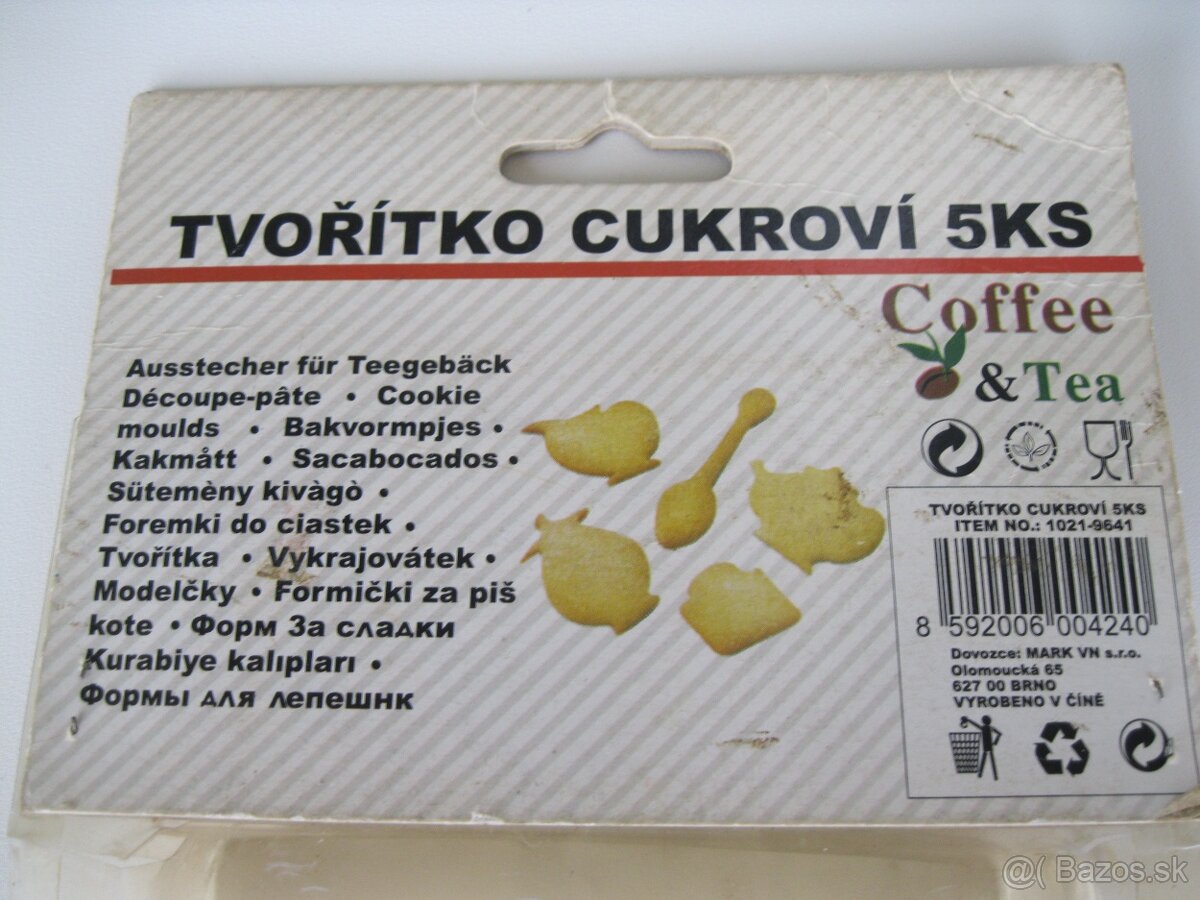 TVOŘÍTKO CUKROVÍ 5KS
Coffee
& Tea
Ausstecher für Teegebäck
Découpe-pâte • Cookie
moulds • Bakvormpjes •
Kakmått • Sacabocados •
Sütemèny kivàgò •
Foremki do ciastek •
Tvořítka • Vykrajovátek •
Modelčky • Formički za piš
kote • Форм За сладки
Kurabiye kalıpları •
Формы для лепешнк
TVOŘÍTKO CUKROVÍ 5KS
ITEM NO.: 1021-9641
8 592006 004240
Dovozce: MARK VN s.r.o.
Olomoucká 65
627 00 BRNO
VYROBENO V ČÍNĚ
@( Bazos.sk